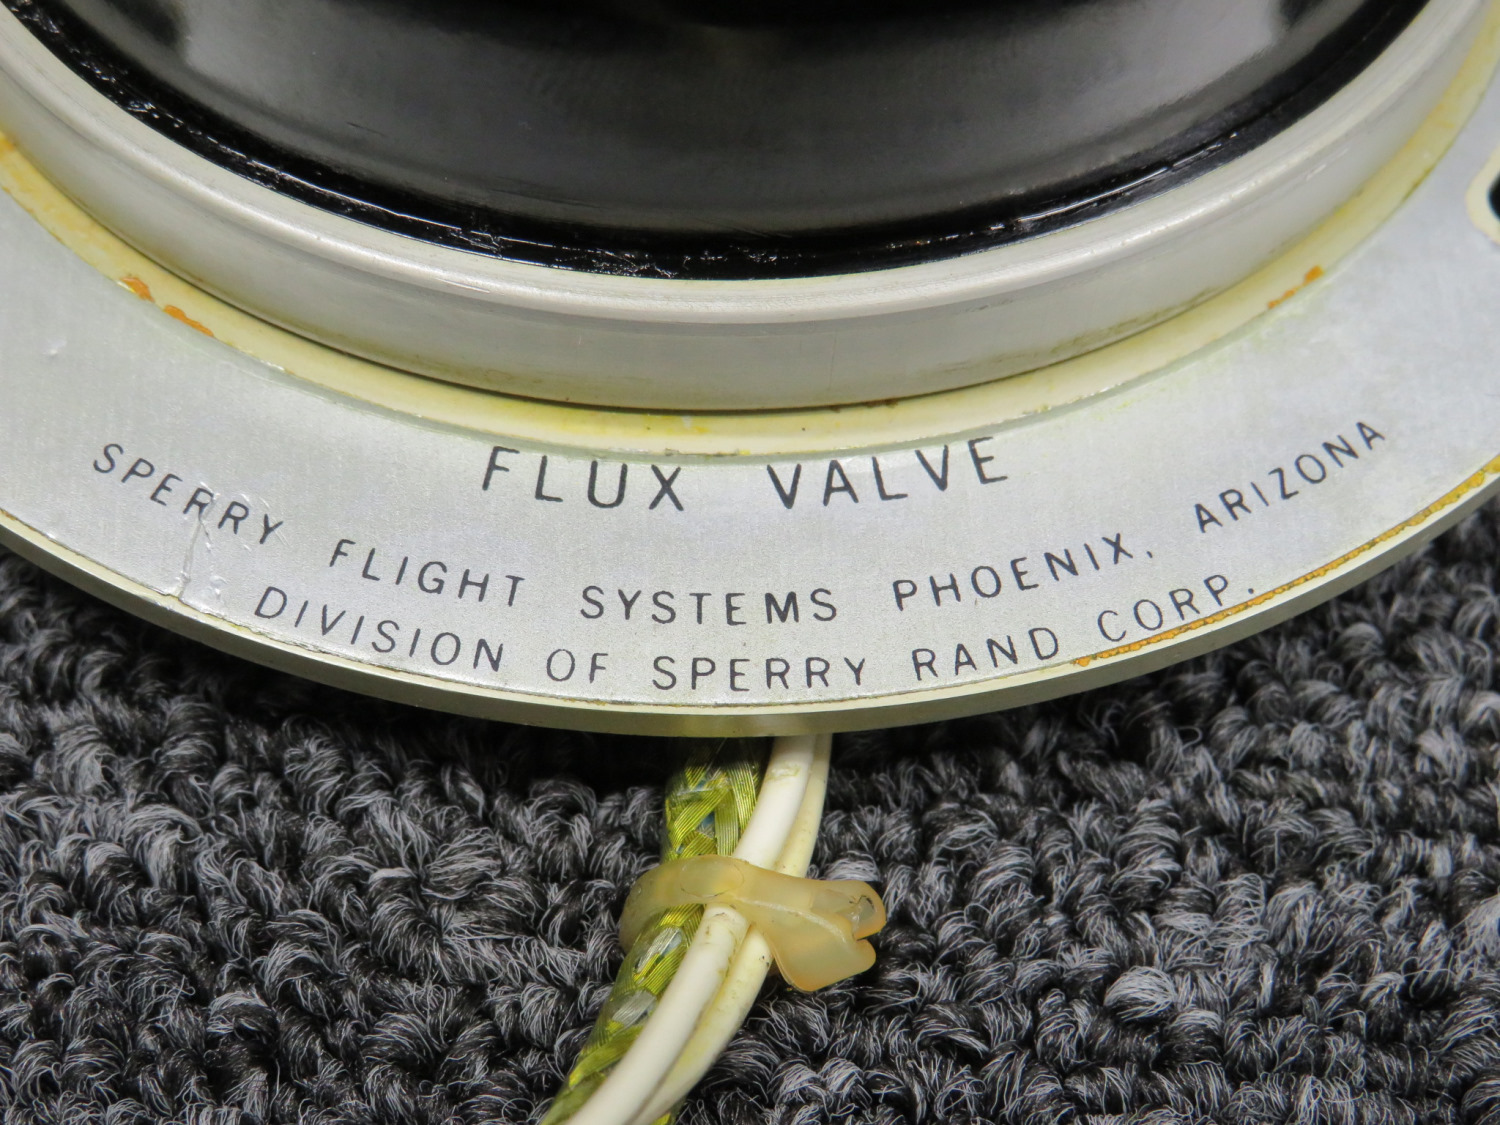 FLUX VALVE
SPERRY FLIGHT SYSTEMS PHOENIX, ARIZONA
DIVISION OF SPERRY RAND CORP.